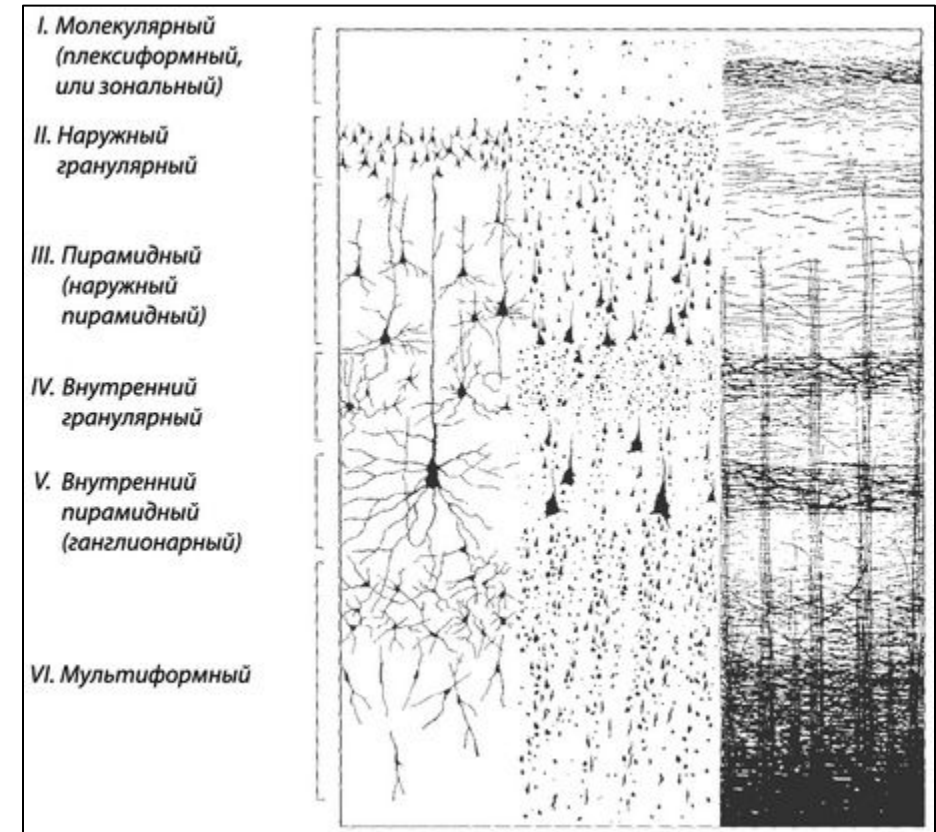 I. Молекулярный
(плексиформный,
или зональный)
II. Наружный
гранулярный
III. Пирамидный
(наружный
пирамидный)
IV. Внутренний
гранулярный
V. Внутренний
пирамидный
(ганглионарный)
VI. Мультиформный